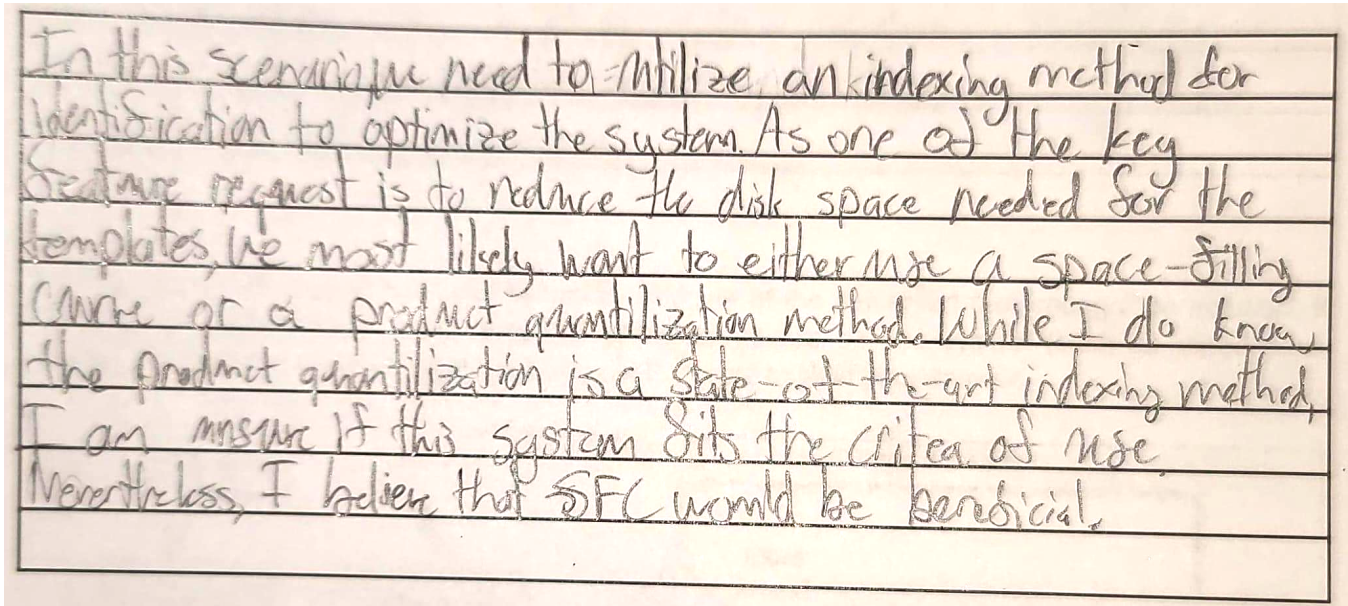 In this scenario, we need to utilize an indexing method for
identification to optimize the system. As one of the key
feature request is to reduce the disk space needed for the
templates, we most likely want to either use a space-filling
curve or a product quantilization method. While I do know,
the product quantilization is a state-of-the-art indexing method,
I am unsure if this system fits the critea of use.
Nevertheless, I believe that SFC would be beneficial.